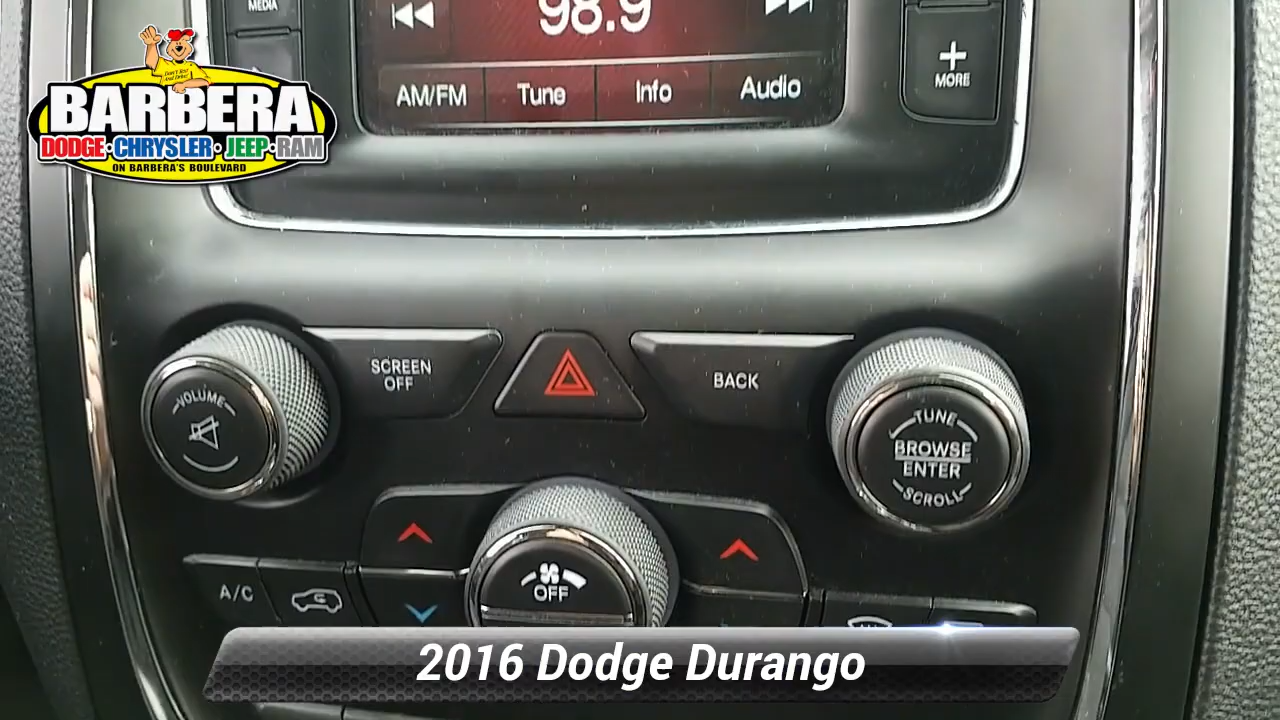 MEDIA
98.9
AM/FM Tune Info Audio
+
MORE
BARBERA
DODGE·CHRYSLER·JEEP·RAM
ON BARBERA'S BOULEVARD
SCREEN
OFF
BACK
VOLUME
TUNE
BROWSE
ENTER
SCROLL
OFF
A/C
2016 Dodge Durango